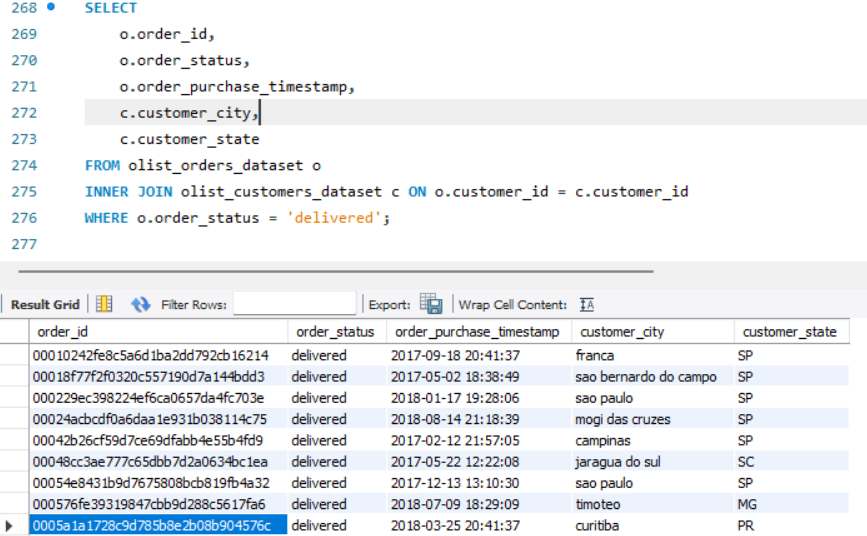 268 SELECT
269 o.order_id,
270 o.order_status,
271 o.order_purchase_timestamp,
272 c.customer_city,
273 c.customer_state
274 FROM olist_orders_dataset o
275 INNER JOIN olist_customers_dataset c ON o.customer_id = c.customer_id
276 WHERE o.order_status = 'delivered';
277
Result Grid Filter Rows: Export: Wrap Cell Content:
order_id order_status order_purchase_timestamp customer_city customer_state
00010242fe8c5a6d1ba2dd792cb16214 delivered 2017-09-18 20:41:37 franca SP
00018f77f2f0320c557190d7a144bdd3 delivered 2017-05-02 18:38:49 sao bernardo do campo SP
000229ec398224ef6ca0657da4fc703e delivered 2018-01-17 19:28:06 sao paulo SP
00024acbcdf0a6daa1e931b038114c75 delivered 2018-08-14 21:18:39 mogi das cruzes SP
00042b26cf59d7ce69dfabb4e55b4fd9 delivered 2017-02-12 21:57:05 campinas SP
00048cc3ae777c65dbb7d2a0634bc1ea delivered 2017-05-22 12:22:08 jaragua do sul SC
00054e8431b9d7675808bcb819fb4a32 delivered 2017-12-13 13:10:30 sao paulo SP
000576fe39319847cbb9d288c5617fa6 delivered 2018-07-09 18:29:09 timoteo MG
0005a1a1728c9d785b8e2b08b904576c delivered 2018-03-25 20:41:37 curitiba PR